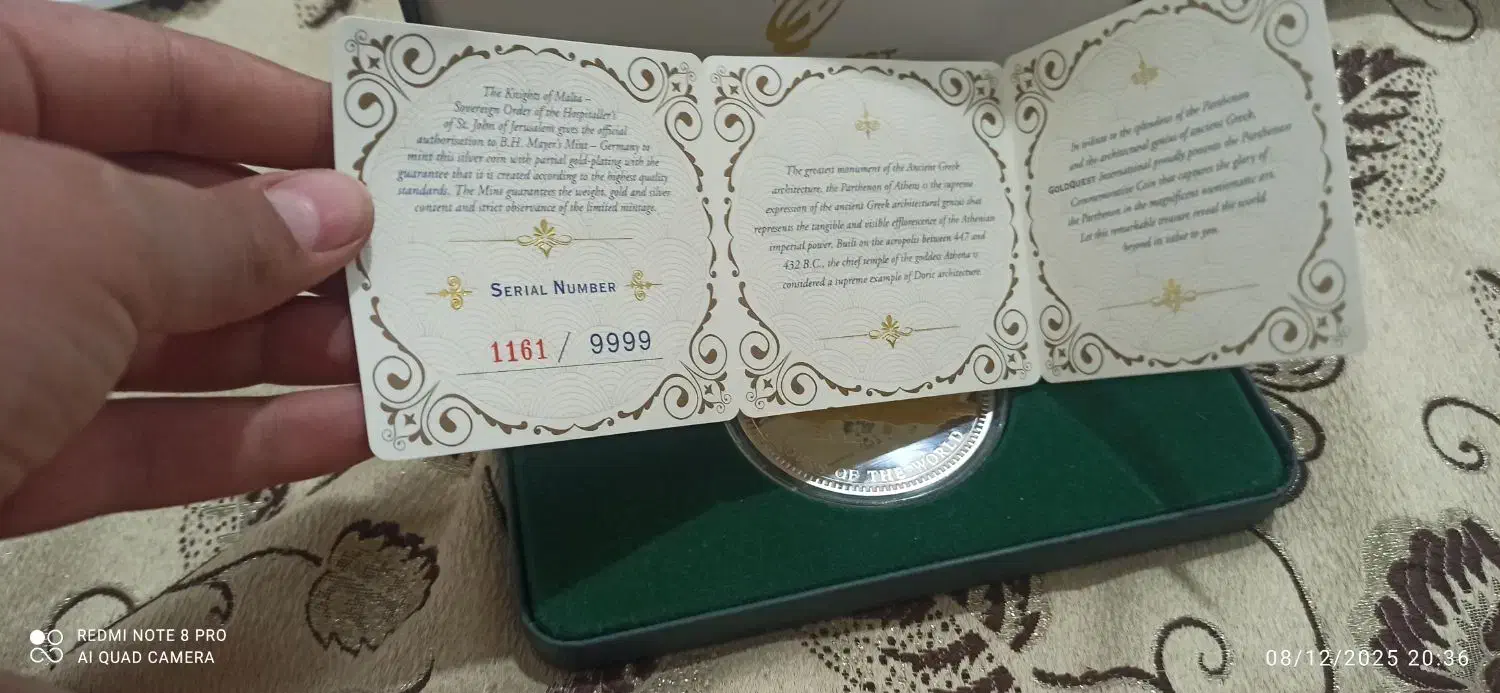 The Knights of Malta –
Sovereign Order of the Hospitaller's
of St. John of Jerusalem gives the official
authorisation to B.H. Mayer's Mint – Germany to
mint this silver coin with partial gold-plating with the
guarantee that it is created according to the highest quality
standards. The Mint guarantees the weight, gold and silver
content and strict observance of the limited mintage.
SERIAL NUMBER
1161 / 9999
The greatest monument of the Ancient Greek
architecture, the Parthenon of Athens is the supreme
expression of the ancient Greek architectural genius that
represents the tangible and visible efflorescence of the Athenian
imperial power. Built on the acropolis between 447 and
432 B.C., the chief temple of the goddess Athena is
considered a supreme example of Doric architecture.
In tribute to the splendour of the Parthenon
and the architectural genius of ancient Greek,
GOLDQUEST International proudly presents the Parthenon
Commemorative Coin that captures the glory of
the Parthenon in the magnificent numismatic art.
Let this remarkable treasure reveal this world
beyond its value to you.
OF THE WORLD
REDMI NOTE 8 PRO
AI QUAD CAMERA
08/12/2025 20:36